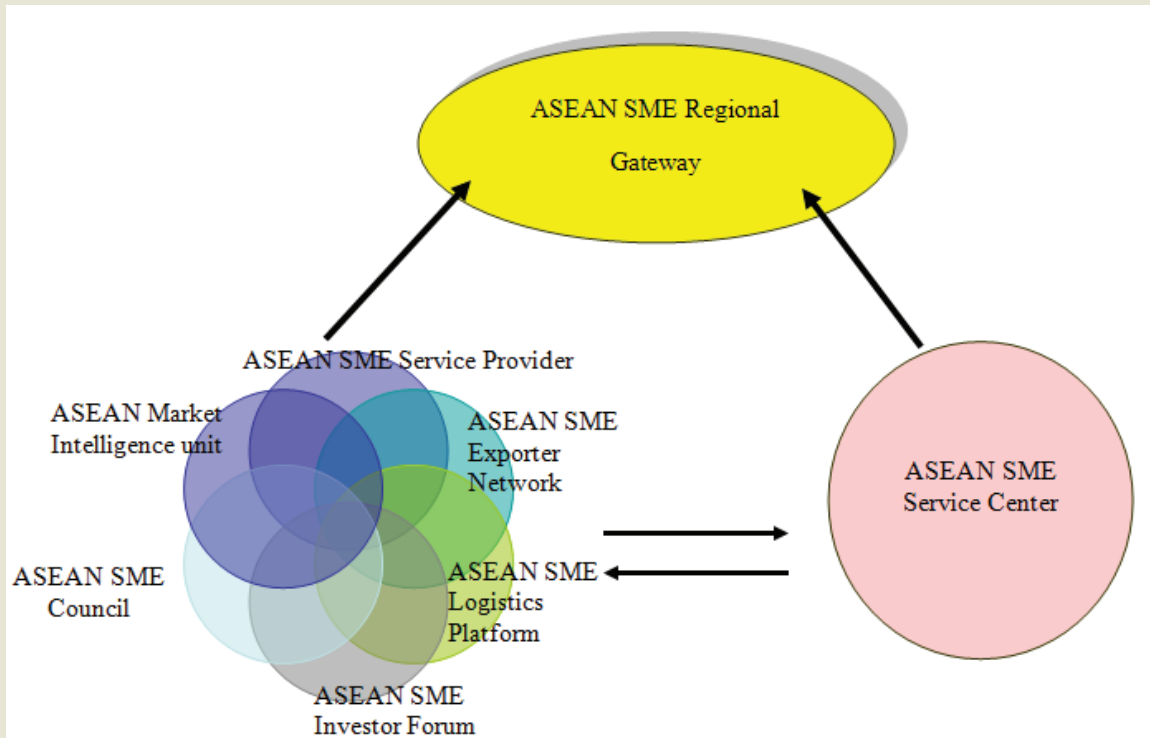 ASEAN SME Regional
Gateway
ASEAN SME Service Provider
ASEAN Market
Intelligence unit
ASEAN SME
Exporter
Network
ASEAN SME
Service Center
ASEAN SME
Council
ASEAN SME
Logistics
Platform
ASEAN SME
Investor Forum